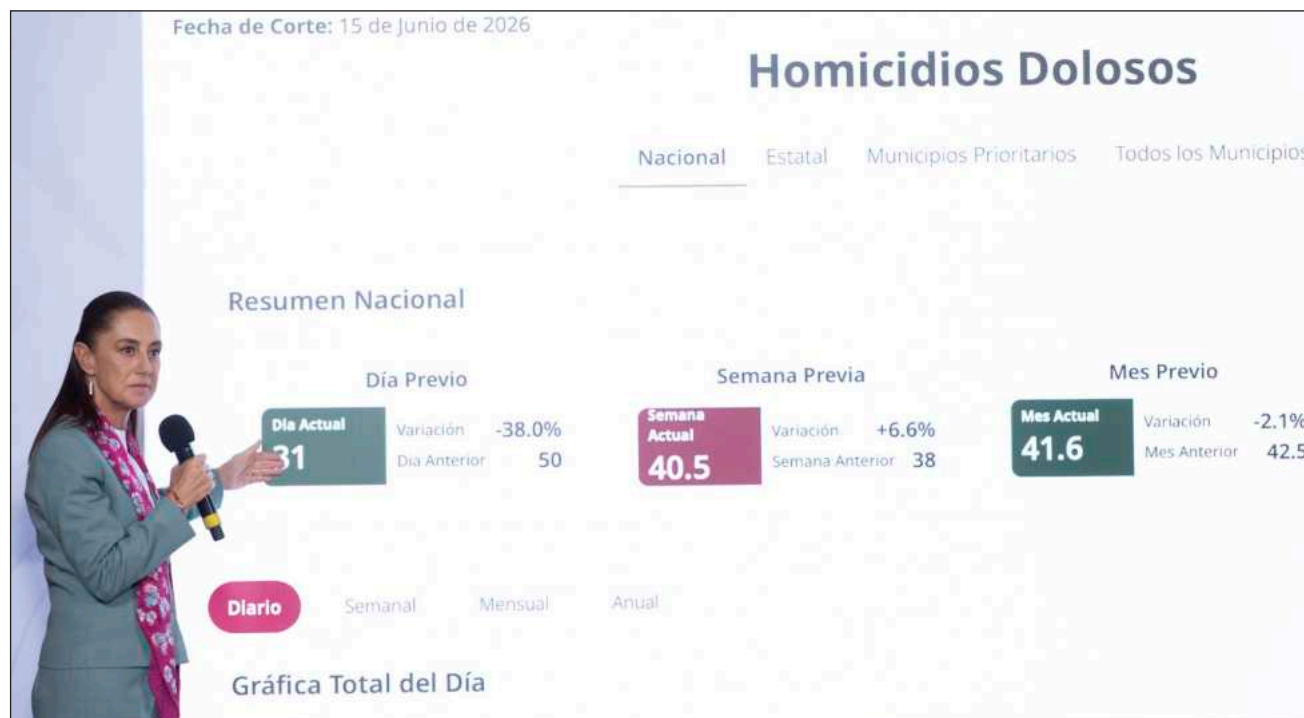 Fecha de Corte: 15 de Junio de 2026
Homicidios Dolosos
Nacional Estatal Municipios Prioritarios Todos los Municipios
Resumen Nacional
Día Previo
Día Actual
31
Variación -38.0%
Dia Anterior 50
Semana Previa
Semana
Actual
40.5
Variación +6.6%
Semana Anterior 38
Mes Previo
Mes Actual
41.6
Variación -2.1%
Mes Anterior 42.5
Diario Semanal Mensual Anual
Gráfica Total del Día